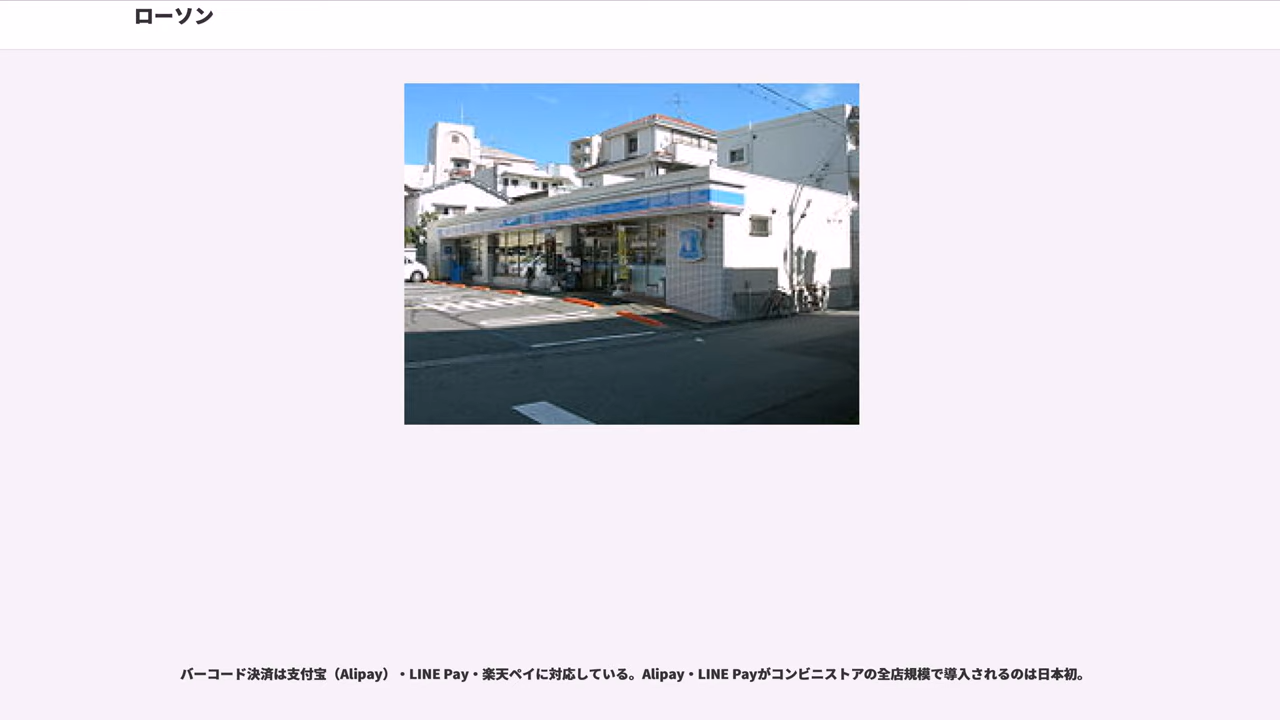 ローソン
バーコード決済は支付宝（Alipay）・LINE Pay・楽天ペイに対応している。Alipay・LINE Payがコンビニストアの全店規模で導入されるのは日本初。